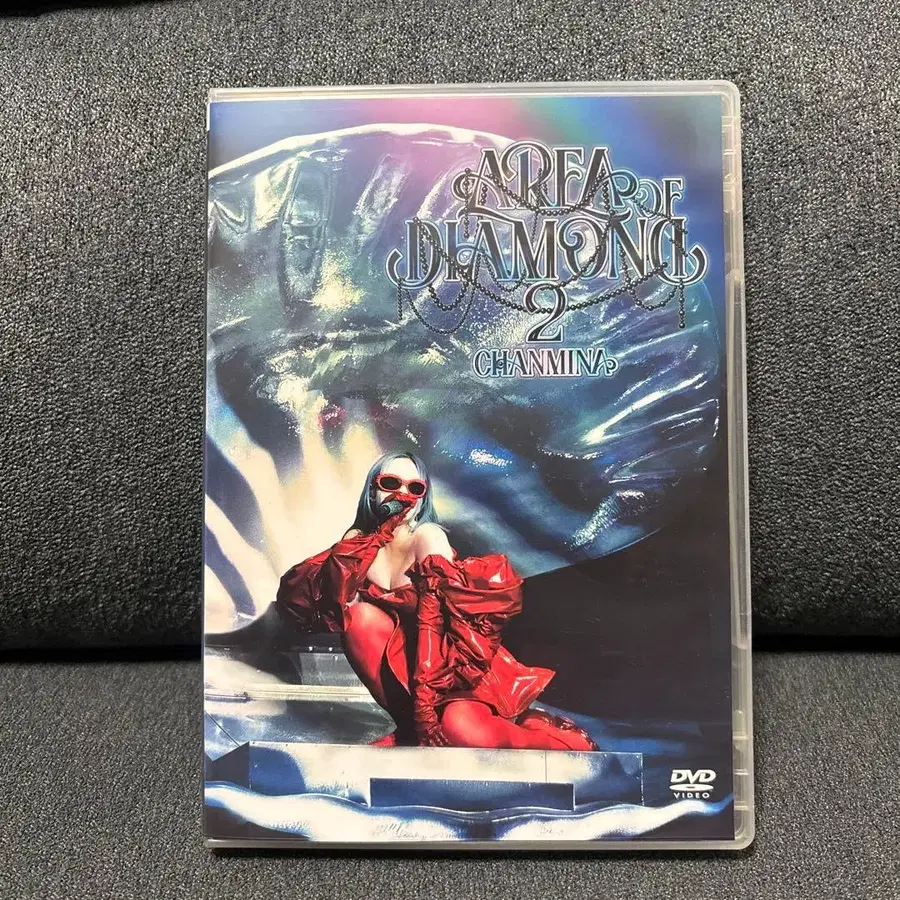 AREA OF
DIAMOND
2
CHANMINA
DVD
VIDEO